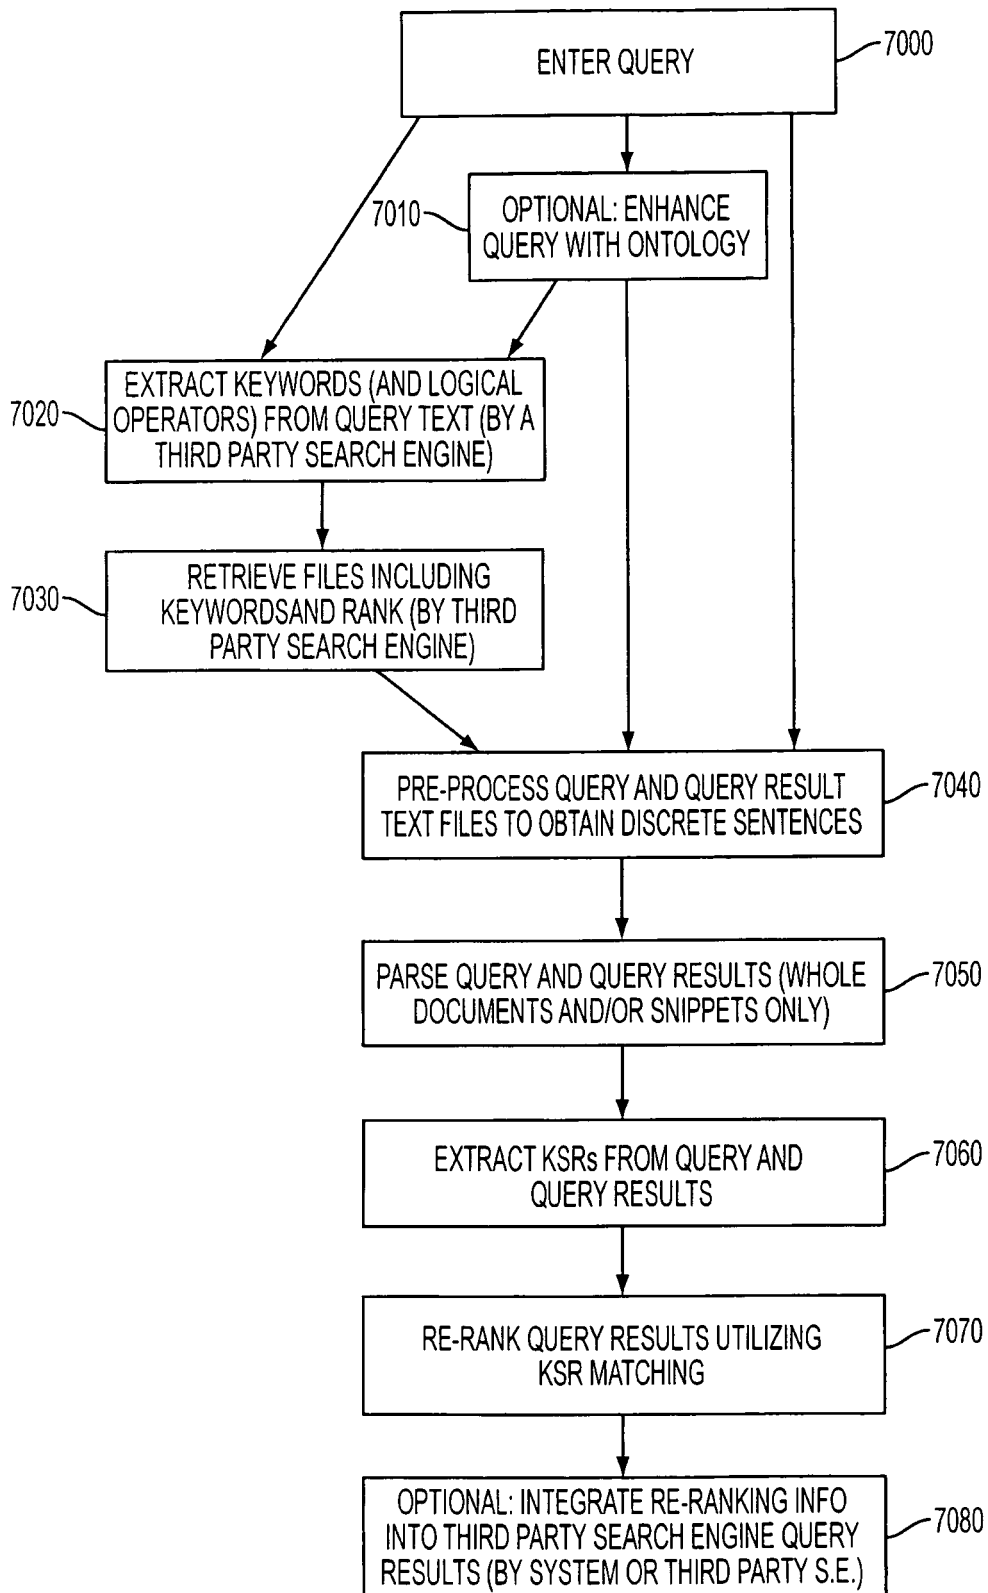 ENTER QUERY
7000
7010
OPTIONAL: ENHANCE
QUERY WITH ONTOLOGY
7020
EXTRACT KEYWORDS (AND LOGICAL
OPERATORS) FROM QUERY TEXT (BY A
THIRD PARTY SEARCH ENGINE)
7030
RETRIEVE FILES INCLUDING
KEYWORDSAND RANK (BY THIRD
PARTY SEARCH ENGINE)
PRE-PROCESS QUERY AND QUERY RESULT
TEXT FILES TO OBTAIN DISCRETE SENTENCES
7040
PARSE QUERY AND QUERY RESULTS (WHOLE
DOCUMENTS AND/OR SNIPPETS ONLY)
7050
EXTRACT KSRs FROM QUERY AND
QUERY RESULTS
7060
RE-RANK QUERY RESULTS UTILIZING
KSR MATCHING
7070
OPTIONAL: INTEGRATE RE-RANKING INFO
INTO THIRD PARTY SEARCH ENGINE QUERY
RESULTS (BY SYSTEM OR THIRD PARTY S.E.)
7080